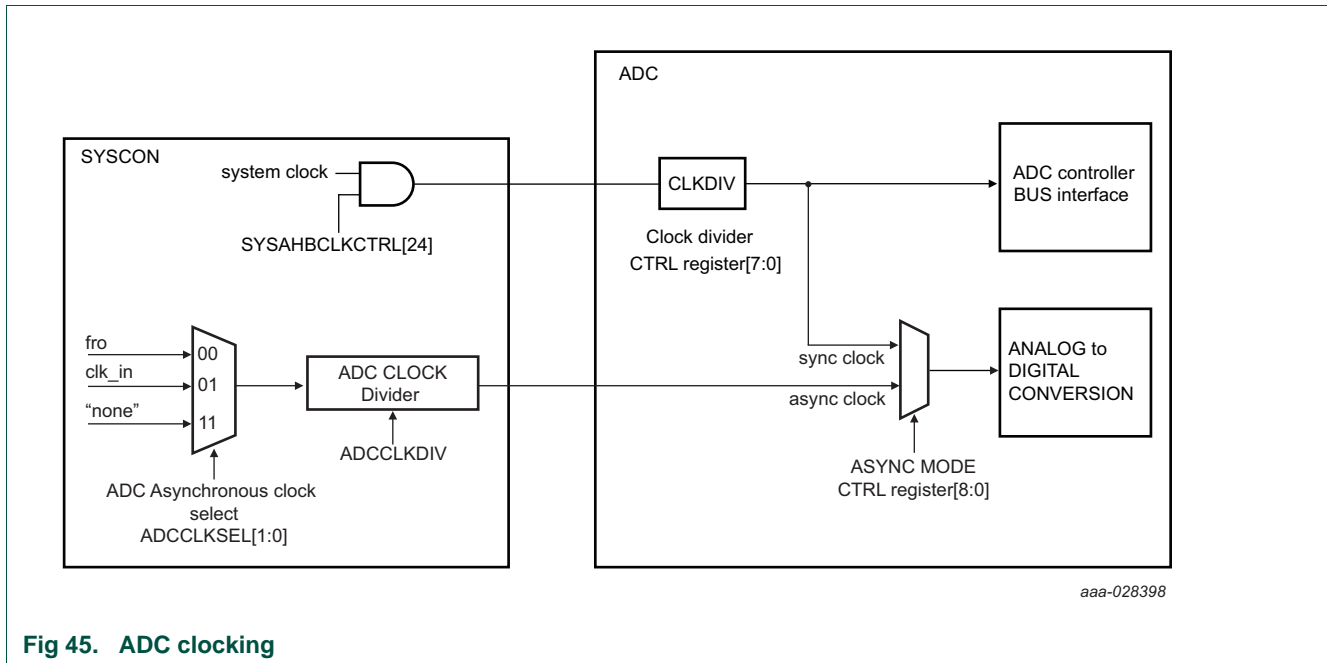 ADC
SYSCON
system clock
SYSAHBCLKCTRL[24]
CLKDIV
Clock divider
CTRL register[7:0]
ADC controller
BUS interface
fro
clk_in
“none”
00
01
11
ADC CLOCK
Divider
ADCCLKDIV
ADC Asynchronous clock
select
ADCCLKSEL[1:0]
sync clock
async clock
ASYNC MODE
CTRL register[8:0]
ANALOG to
DIGITAL
CONVERSION
aaa-028398
Fig 45. ADC clocking